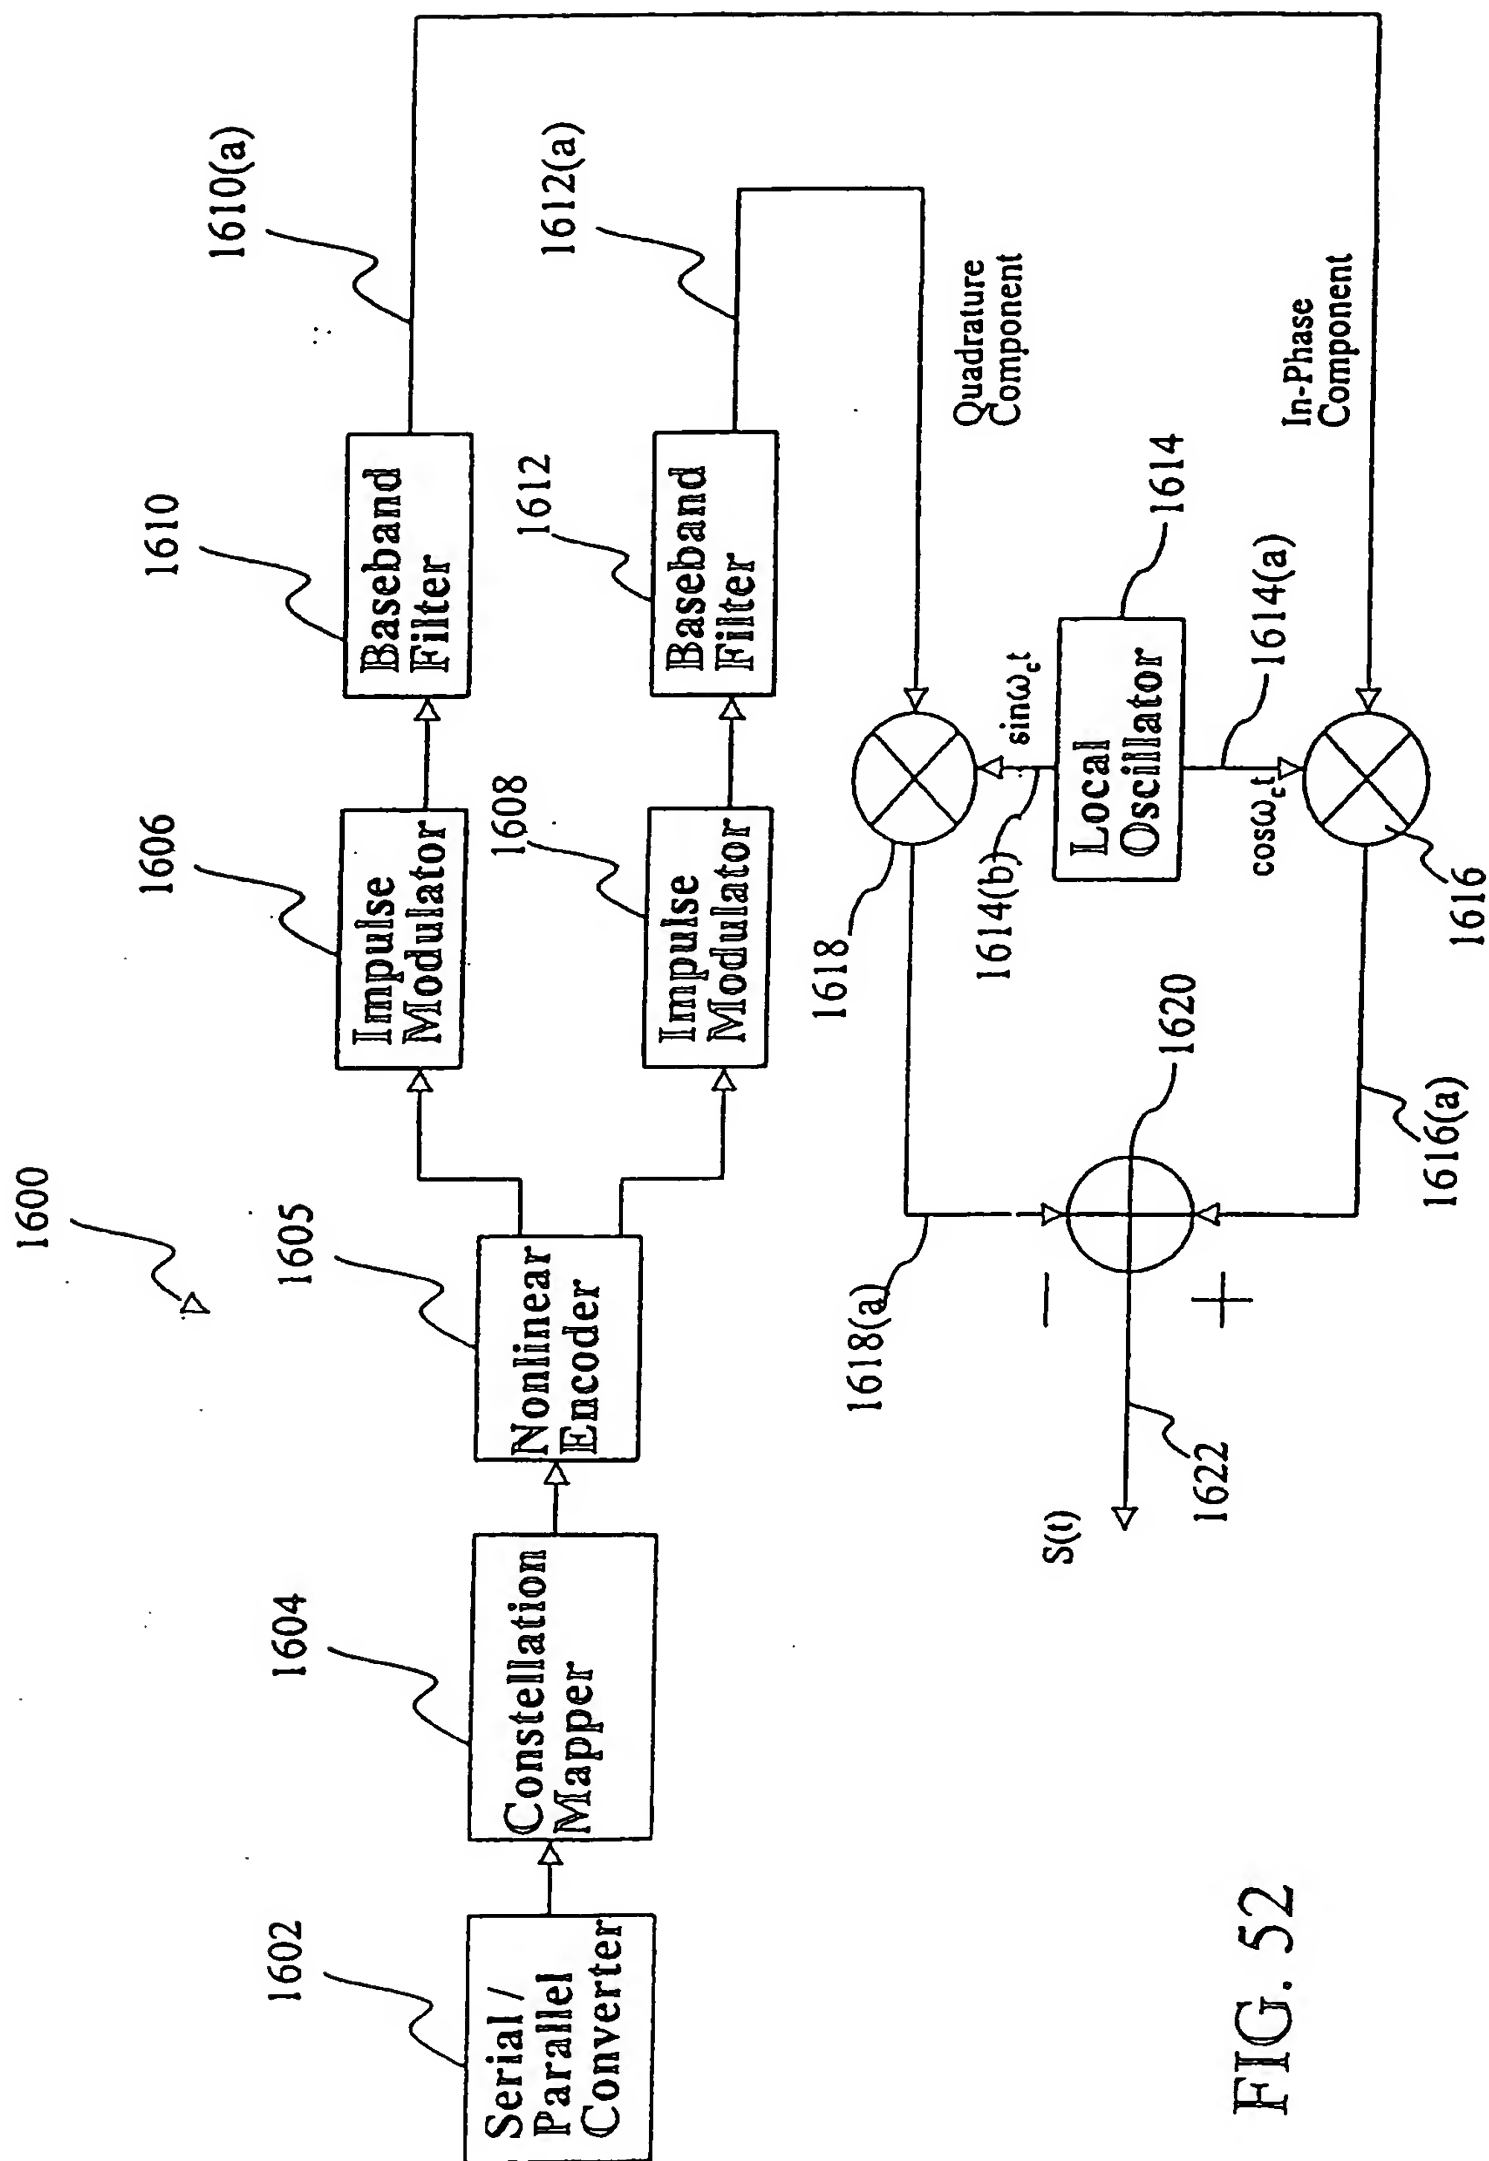 1600
1602
Serial /
Parallel
Converter
1604
Constellation
Mapper
1605
Nonlinear
Encoder
1606
Impulse
Modulator
1610
Baseband
Filter
1610(a)
1608
Impulse
Modulator
1612
Baseband
Filter
1612(a)
1618
1618(a)
Quadrature
Component
sinω_ct
1614(b)
Local
Oscillator
1614
1614(a)
cosω_ct
In-Phase
Component
1616
1616(a)
1620
−
+
S(t)
1622
FIG. 52